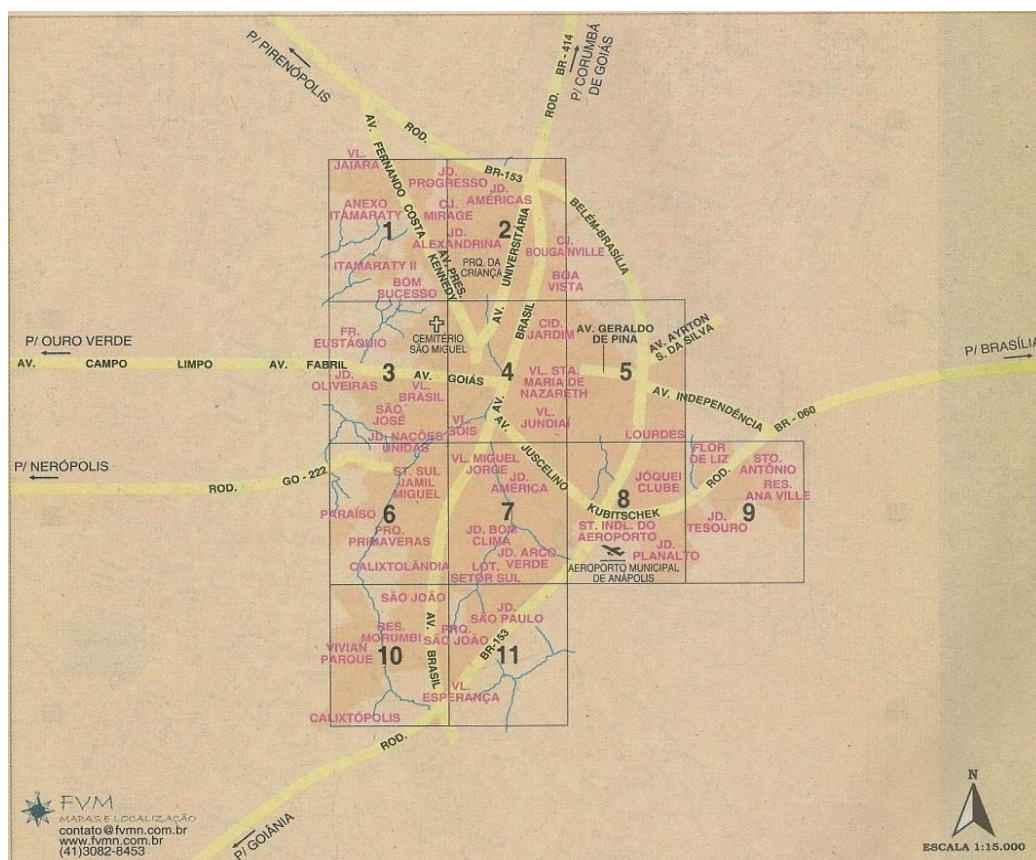 P/ PIRENÓPOLIS
ROD. BR - 414
P/ CORUMBÁ
DE GOIÁS
ROD.
BR-153
BELÉM-BRASÍLIA
VL.
JAIARA
AV. FERNANDO COSTA
JD.
PROGRESSO
JD.
AMÉRICAS
ANEXO
ITAMARATY
CJ.
MIRAGE
1
2
JD.
ALEXANDRINA
AV. UNIVERSITÁRIA
CJ.
BOUGAINVILLE
PRQ. DA
CRIANÇA
AV. PRES.
KENNEDY
ITAMARATY II
BOM
SUCESSO
BOA
VISTA
P/ OURO VERDE
FR.
EUSTÁQUIO
CEMITÉRIO
SÃO MIGUEL
CID.
JARDIM
AV. GERALDO
DE PINA
AV. AYRTON
S. DA SILVA
P/ BRASÍLIA
AV. CAMPO LIMPO AV. FABRIL
AV. GOIÁS
AV. BRASIL
JD.
OLIVEIRAS
3
4
5
VL.
BRASIL
VL. STA.
MARIA DE
NAZARETH
AV. INDEPENDÊNCIA
SÃO
JOSÉ
VL.
GÓIS
VL.
JUNDIAÍ
ROD. BR - 060
JD. NAÇÕES
UNIDAS
AV. JUSCELINO
KUBITSCHEK
LOURDES
P/ NERÓPOLIS
ROD. GO - 222
ST. SUL
JAMIL
MIGUEL
VL. MIGUEL
JORGE
JD.
AMÉRICA
JÓQUEI
CLUBE
FLOR
DE LIZ
STO.
ANTÔNIO
RES.
ANA VILLE
PARAÍSO
6
7
8
9
PRQ.
PRIMAVERAS
JD. BOM
CLIMA
ST. INDL. DO
AEROPORTO
JD.
TESOURO
JD.
PLANALTO
CALIXTOLÂNDIA
JD. ARCO
VERDE
LOT.
SETOR SUL
AEROPORTO MUNICIPAL
DE ANÁPOLIS
SÃO JOÃO
JD.
SÃO PAULO
RES.
MORUMBI
PRQ.
SÃO JOÃO
VIVIAN
PARQUE
10
11
AV. BRASIL
BR-153
VL.
ESPERANÇA
CALIXTÓPOLIS
ROD.
P/ GOIÂNIA
FVM
MAPAS E LOCALIZAÇÃO
contato@fvmn.com.br
www.fvmn.com.br
(41)3082-8453
N
ESCALA 1:15.000